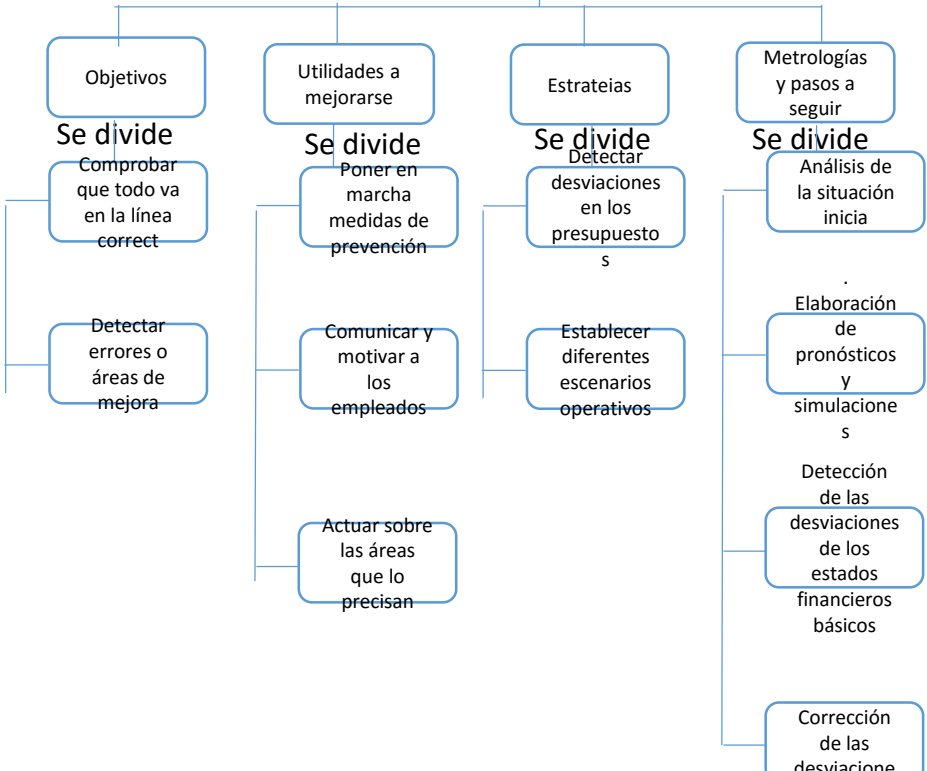 Objetivos
Se divide
Comprobar
que todo va
en la línea
correct
Detectar
errores o
áreas de
mejora
Utilidades a
mejorarse
Se divide
Poner en
marcha
medidas de
prevención
Comunicar y
motivar a
los
empleados
Actuar sobre
las áreas
que lo
precisan
Estrateias
Se divide
Detectar
desviaciones
en los
presupuesto
s
Establecer
diferentes
escenarios
operativos
Metrologías
y pasos a
seguir
Se divide
Análisis de
la situación
inicia
.
Elaboración
de
pronósticos
y
simulacione
s
Detección
de las
desviaciones
de los
estados
financieros
básicos
Corrección
de las
desviacione